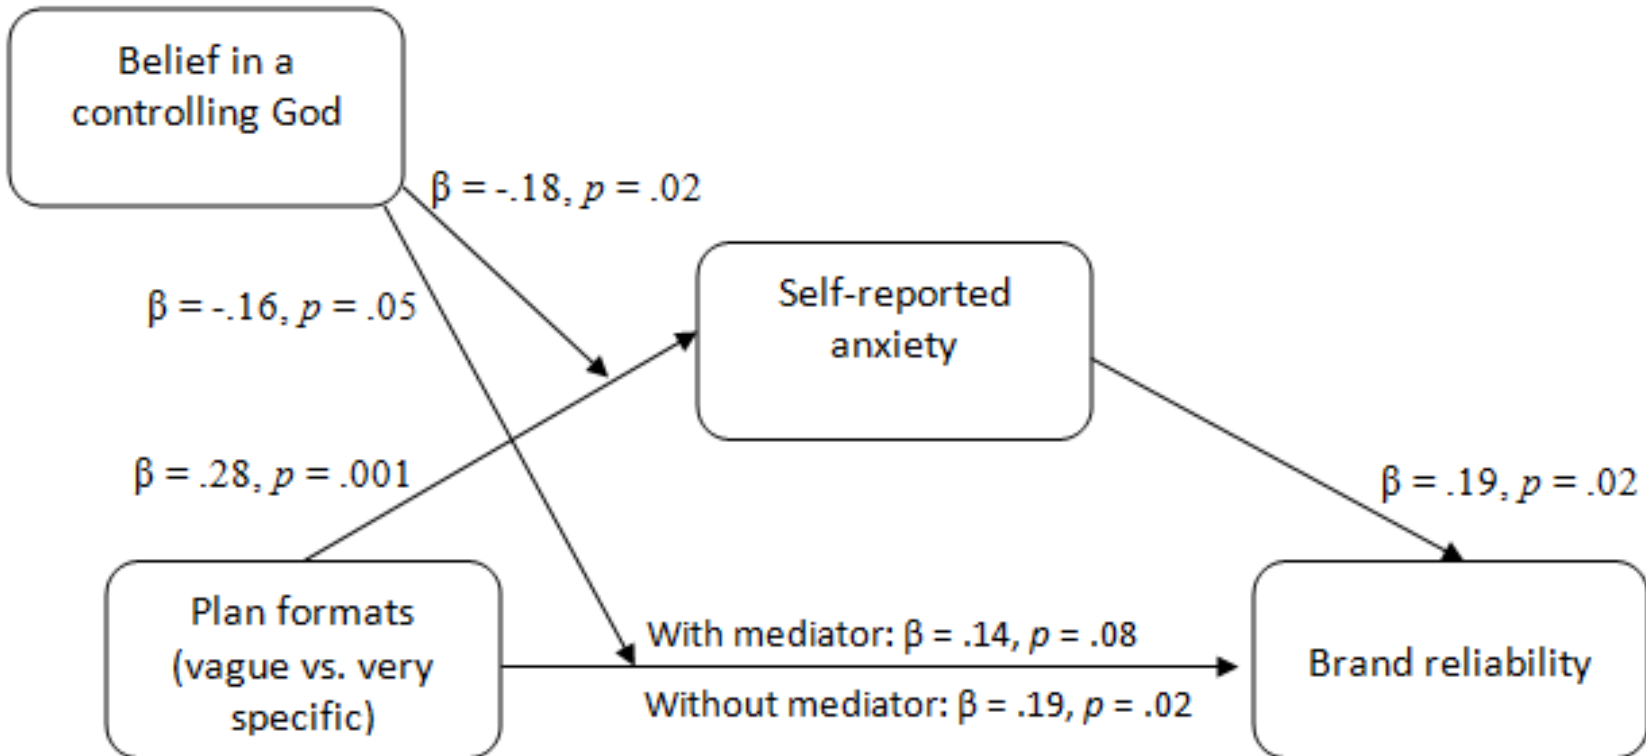 Belief in a
controlling God
β = -.18, p = .02
β = -.16, p = .05
Self-reported
anxiety
β = .28, p = .001
β = .19, p = .02
Plan formats
(vague vs. very
specific)
With mediator: β = .14, p = .08
Without mediator: β = .19, p = .02
Brand reliability